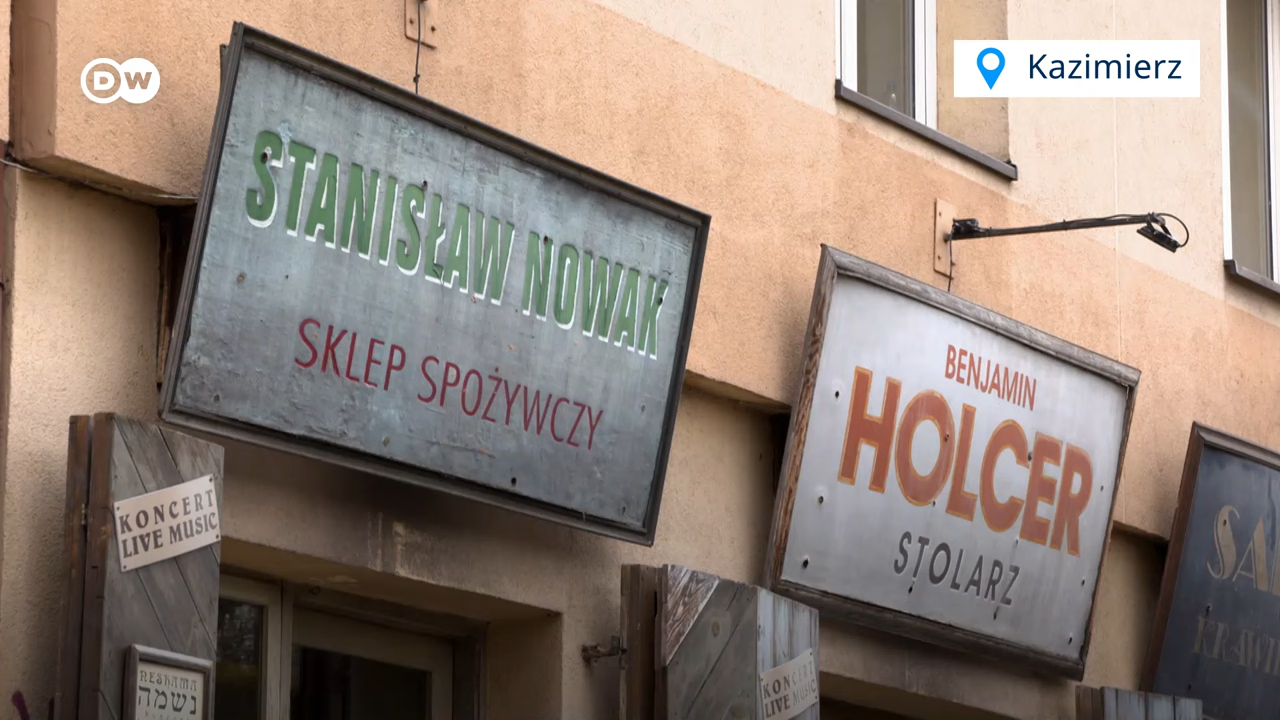 DW
Kazimierz
STANISŁAW NOWAK
SKLEP SPOŻYWCZY
BENJAMIN
HOLCER
STOLARZ
KONCERT
LIVE MUSIC
נשמה
KONCERT
LIVE MUSIC